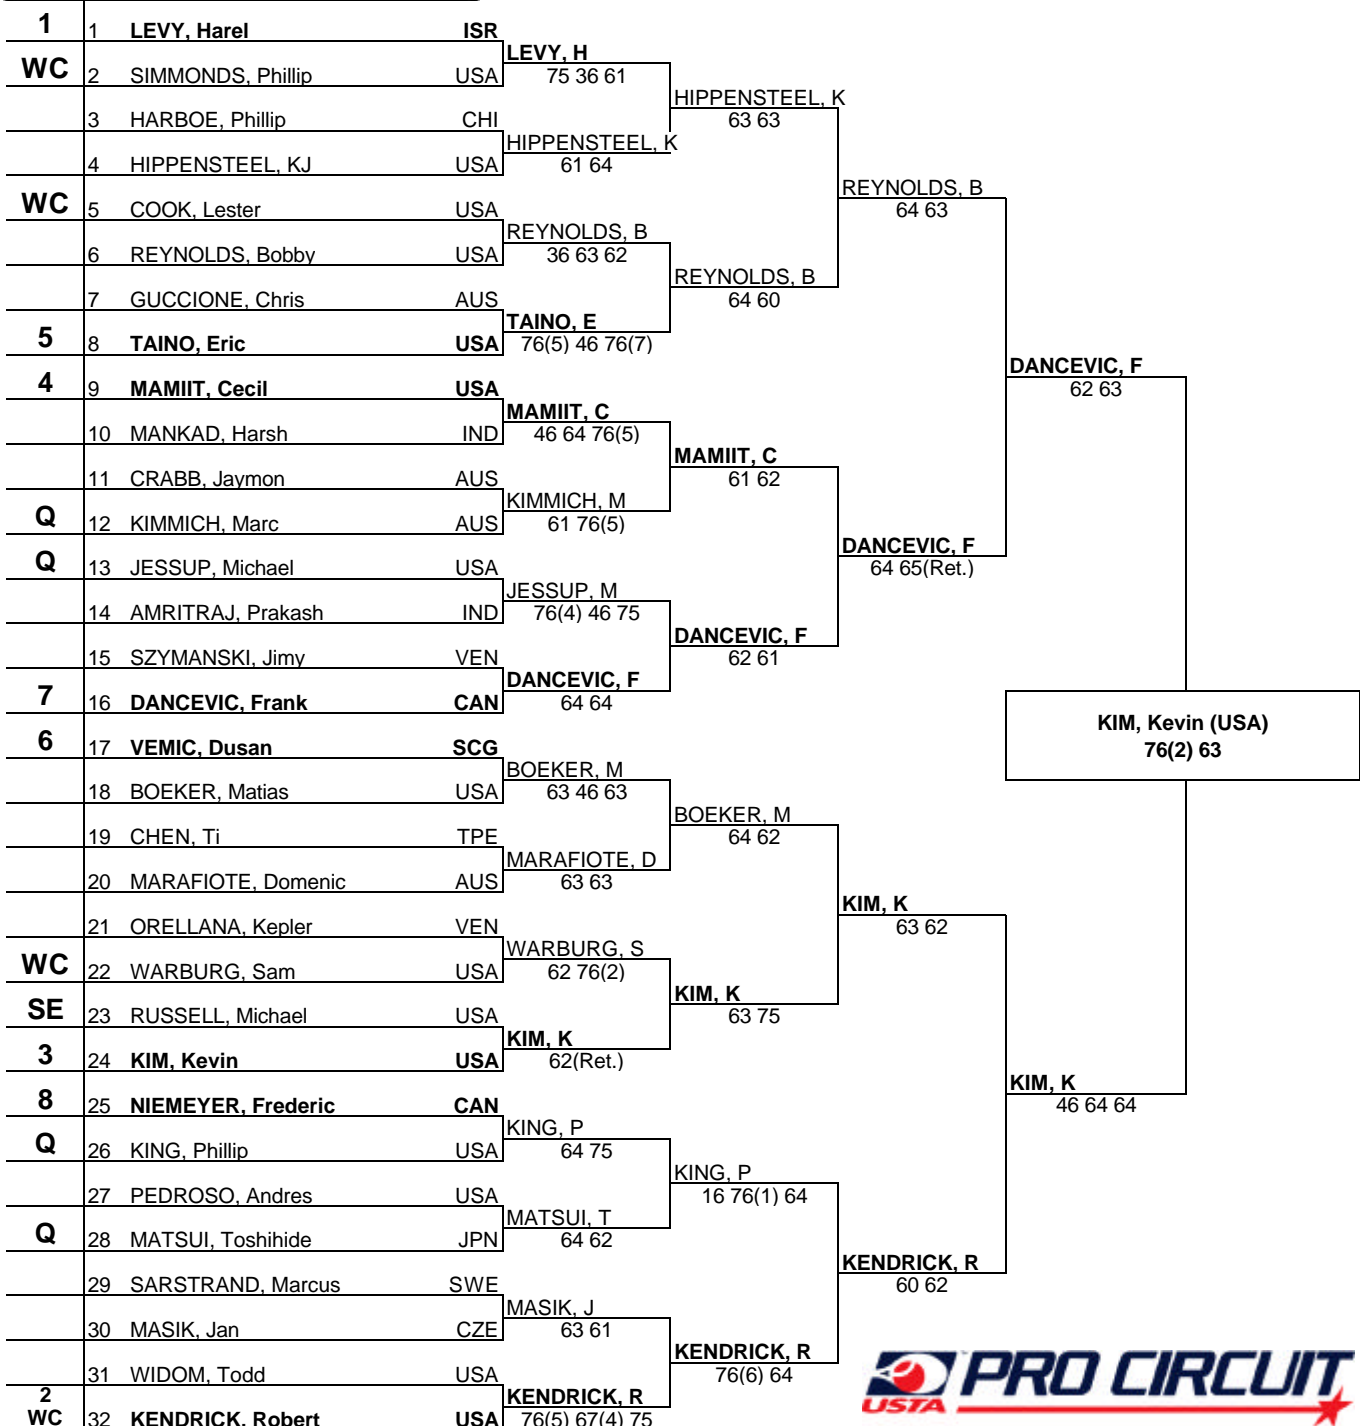 1 1 LEVY, Harel ISR
LEVY, H
WC 2 SIMMONDS, Phillip USA 75 36 61
HIPPENSTEEL, K
3 HARBOE, Phillip CHI 63 63
HIPPENSTEEL, K
4 HIPPENSTEEL, KJ USA 61 64
REYNOLDS, B
WC 5 COOK, Lester USA 64 63
REYNOLDS, B
6 REYNOLDS, Bobby USA 36 63 62
REYNOLDS, B
7 GUCCIONE, Chris AUS 64 60
TAINO, E
5 8 TAINO, Eric USA 76(5) 46 76(7)
DANCEVIC, F
4 9 MAMIIT, Cecil USA 62 63
MAMIIT, C
10 MANKAD, Harsh IND 46 64 76(5)
MAMIIT, C
11 CRABB, Jaymon AUS 61 62
KIMMICH, M
Q 12 KIMMICH, Marc AUS 61 76(5)
DANCEVIC, F
Q 13 JESSUP, Michael USA 64 65(Ret.)
JESSUP, M
14 AMRITRAJ, Prakash IND 76(4) 46 75
DANCEVIC, F
15 SZYMANSKI, Jimy VEN 62 61
DANCEVIC, F
7 16 DANCEVIC, Frank CAN 64 64
KIM, Kevin (USA)
6 17 VEMIC, Dusan SCG 76(2) 63
BOEKER, M
18 BOEKER, Matias USA 63 46 63
BOEKER, M
19 CHEN, Ti TPE 64 62
MARAFIOTE, D
20 MARAFIOTE, Domenic AUS 63 63
KIM, K
21 ORELLANA, Kepler VEN 63 62
WARBURG, S
WC 22 WARBURG, Sam USA 62 76(2)
KIM, K
SE 23 RUSSELL, Michael USA 63 75
KIM, K
3 24 KIM, Kevin USA 62(Ret.)
KIM, K
8 25 NIEMEYER, Frederic CAN 46 64 64
KING, P
Q 26 KING, Phillip USA 64 75
KING, P
27 PEDROSO, Andres USA 16 76(1) 64
MATSUI, T
Q 28 MATSUI, Toshihide JPN 64 62
KENDRICK, R
29 SARSTRAND, Marcus SWE 60 62
MASIK, J
30 MASIK, Jan CZE 63 61
KENDRICK, R
31 WIDOM, Todd USA 76(6) 64
2 KENDRICK, R
WC 32 KENDRICK, Robert USA 76(5) 67(4) 75
PRO CIRCUIT
USTA